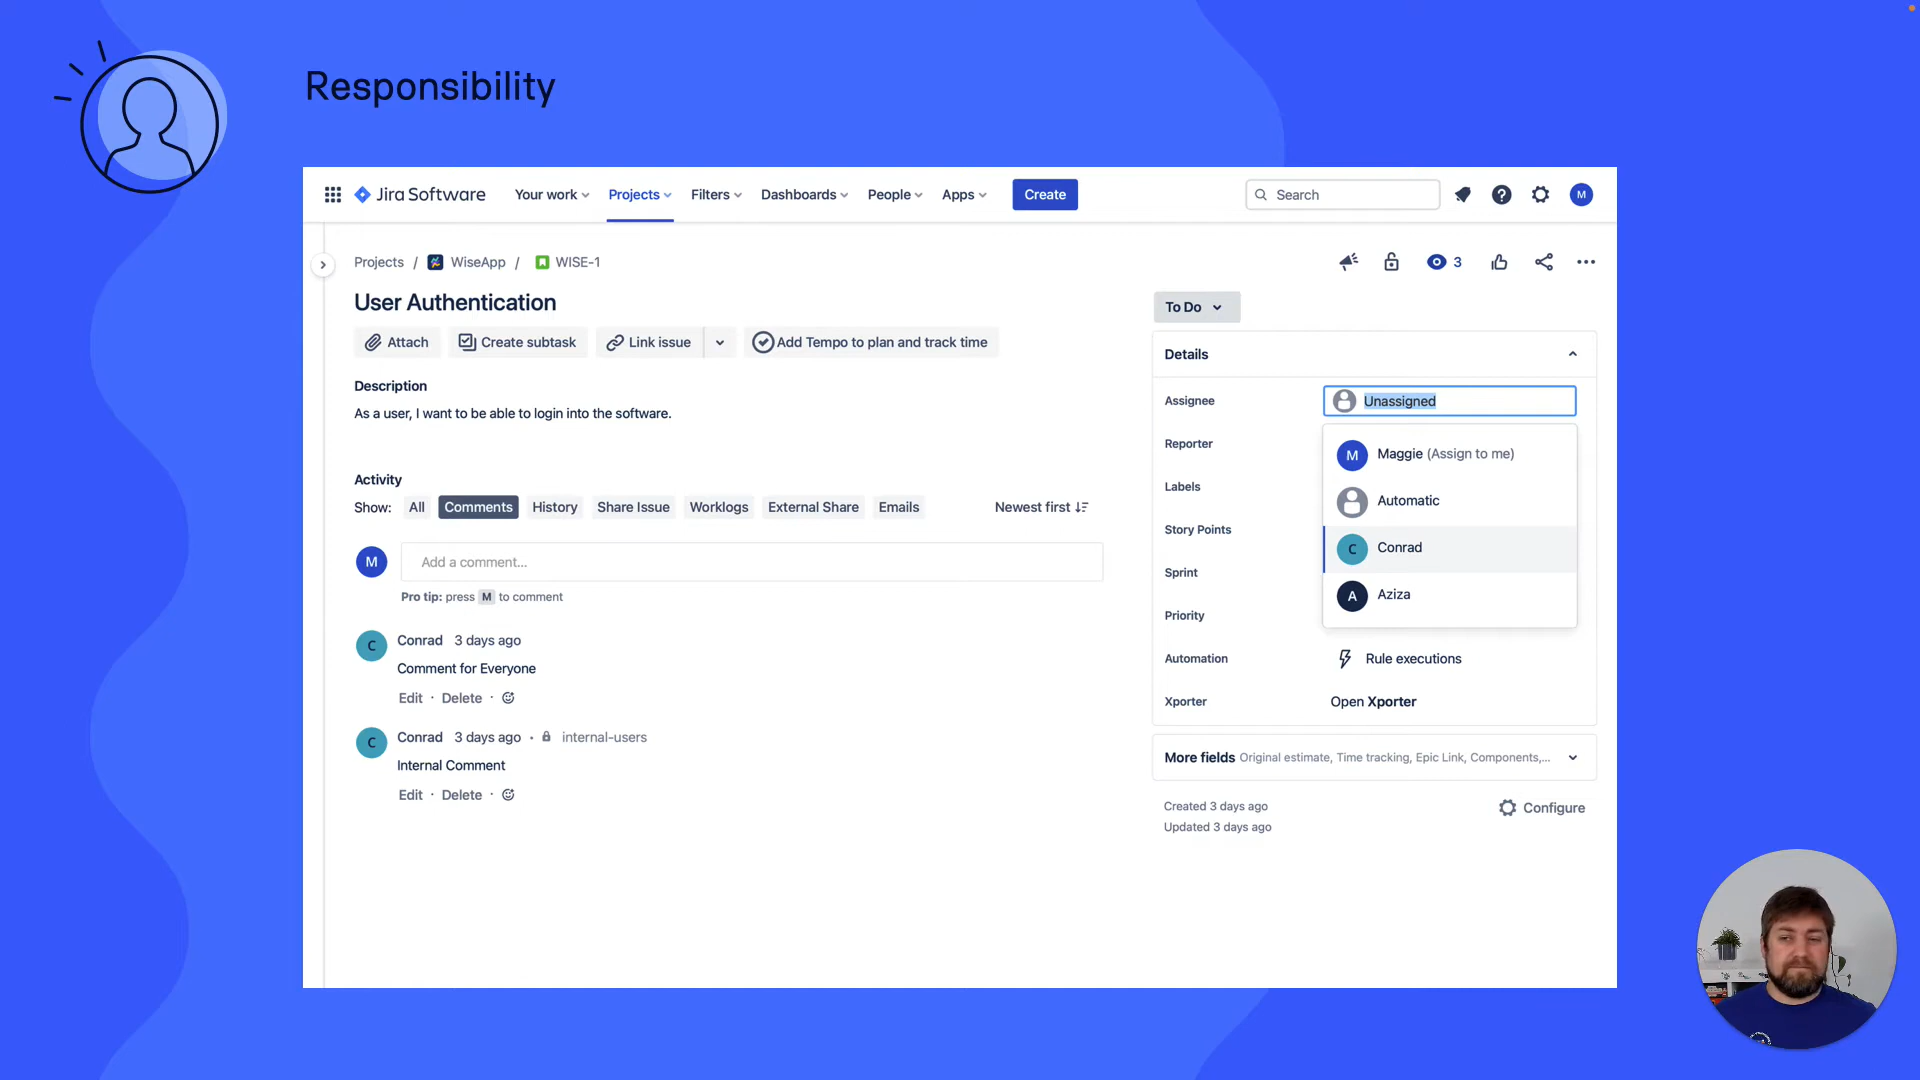 Responsibility
Jira Software Your work Projects Filters Dashboards People Apps Create Search M
Projects / WiseApp / WISE-1 3
User Authentication
To Do
Attach Create subtask Link issue Add Tempo to plan and track time
Details
Description
As a user, I want to be able to login into the software.
Assignee Unassigned
Reporter
M Maggie (Assign to me)
Activity
Labels
Show: All Comments History Share Issue Worklogs External Share Emails Newest first
Automatic
Story Points
C Conrad
M Add a comment...
Sprint
Pro tip: press M to comment
A Aziza
Priority
C Conrad 3 days ago
Comment for Everyone
Edit · Delete ·
Automation Rule executions
Xporter Open Xporter
C Conrad 3 days ago • internal-users
Internal Comment
Edit · Delete ·
More fields Original estimate, Time tracking, Epic Link, Components,...
Created 3 days ago Configure
Updated 3 days ago